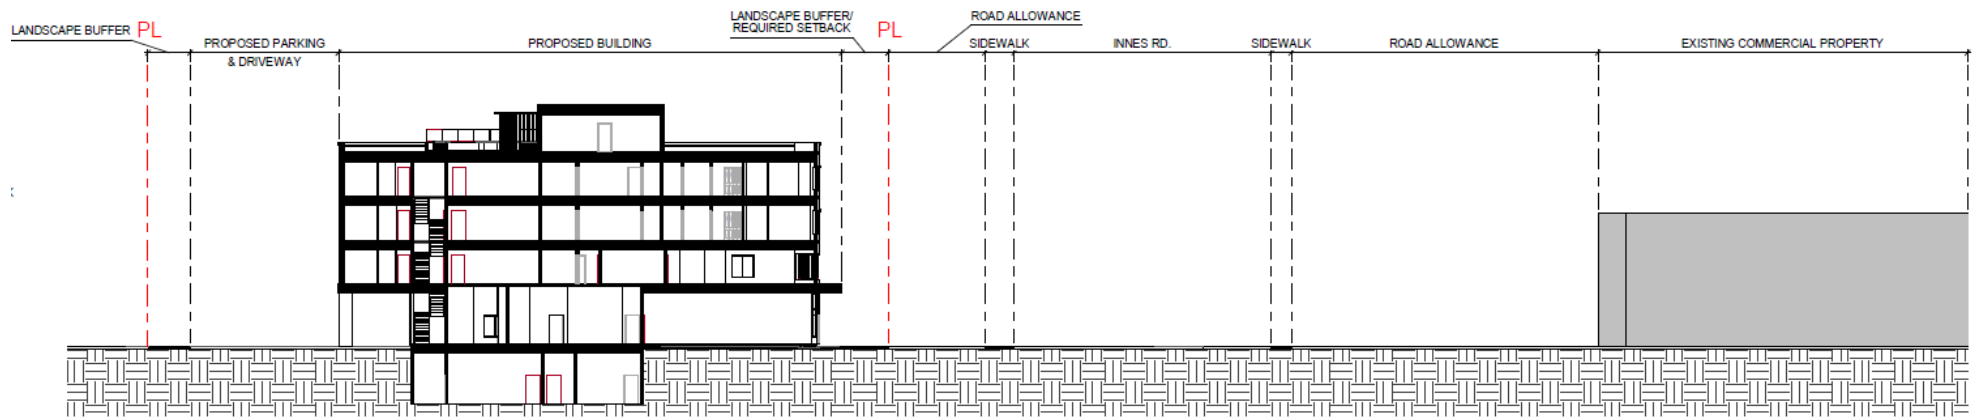 LANDSCAPE BUFFER
PL
PROPOSED PARKING
& DRIVEWAY
PROPOSED BUILDING
LANDSCAPE BUFFER/
REQUIRED SETBACK
PL
ROAD ALLOWANCE
SIDEWALK
INNES RD.
SIDEWALK
ROAD ALLOWANCE
EXISTING COMMERCIAL PROPERTY